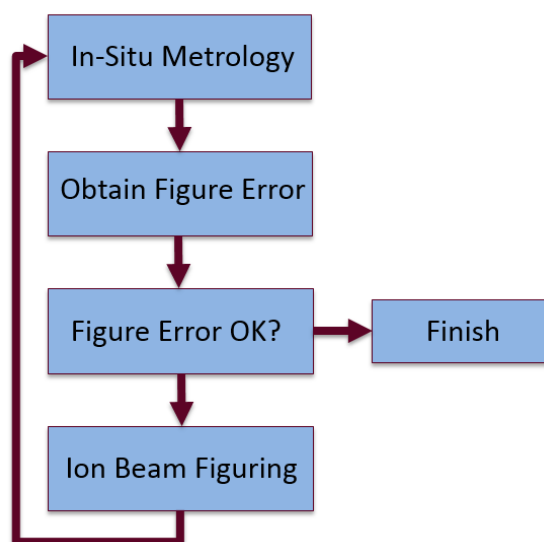 In-Situ Metrology
Obtain Figure Error
Figure Error OK?
Finish
Ion Beam Figuring